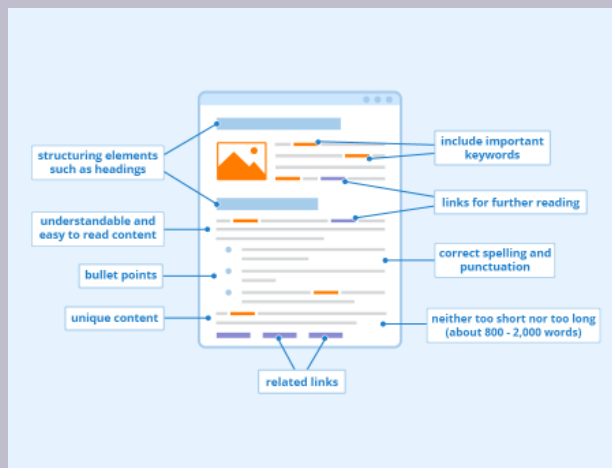 structuring elements
such as headings
include important
keywords
links for further reading
understandable and
easy to read content
correct spelling and
punctuation
bullet points
unique content
neither too short nor too long
(about 800 - 2,000 words)
related links